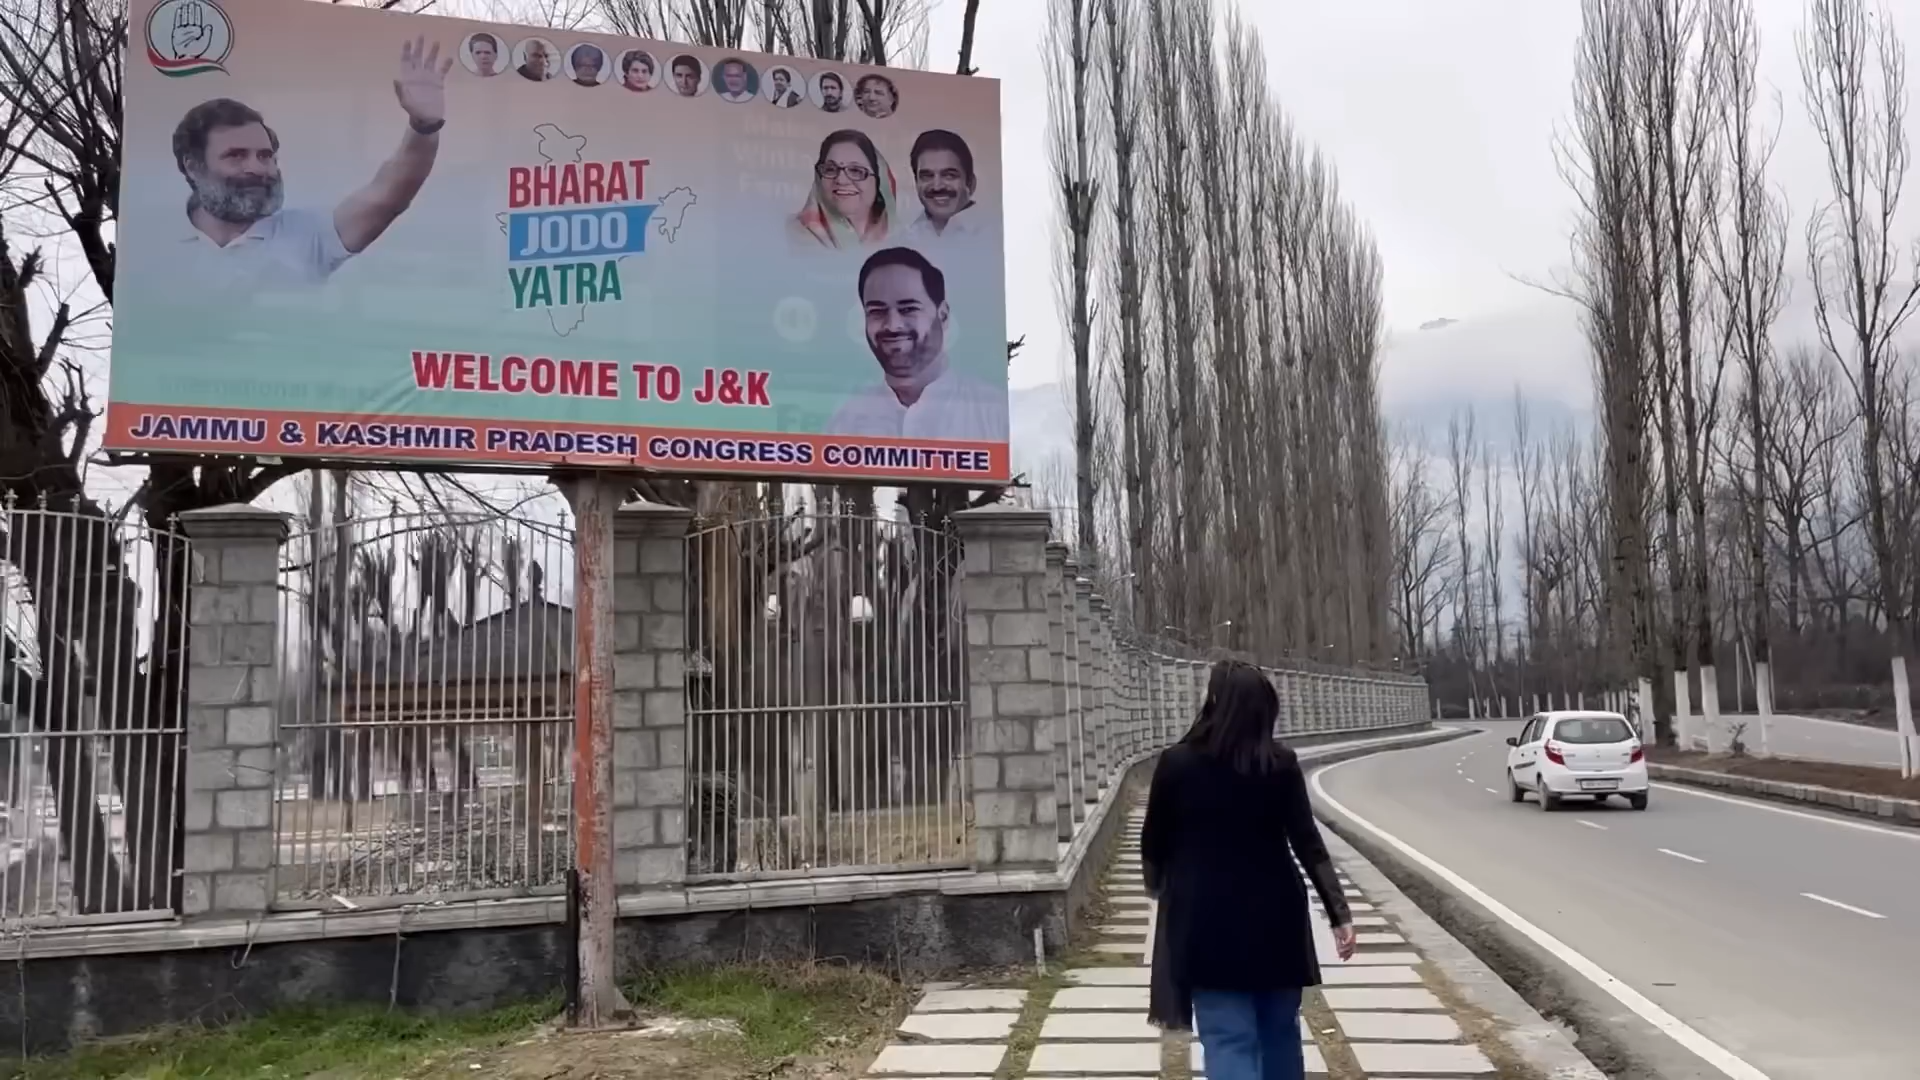 BHARAT
JODO
YATRA
WELCOME TO J&K
JAMMU & KASHMIR PRADESH CONGRESS COMMITTEE